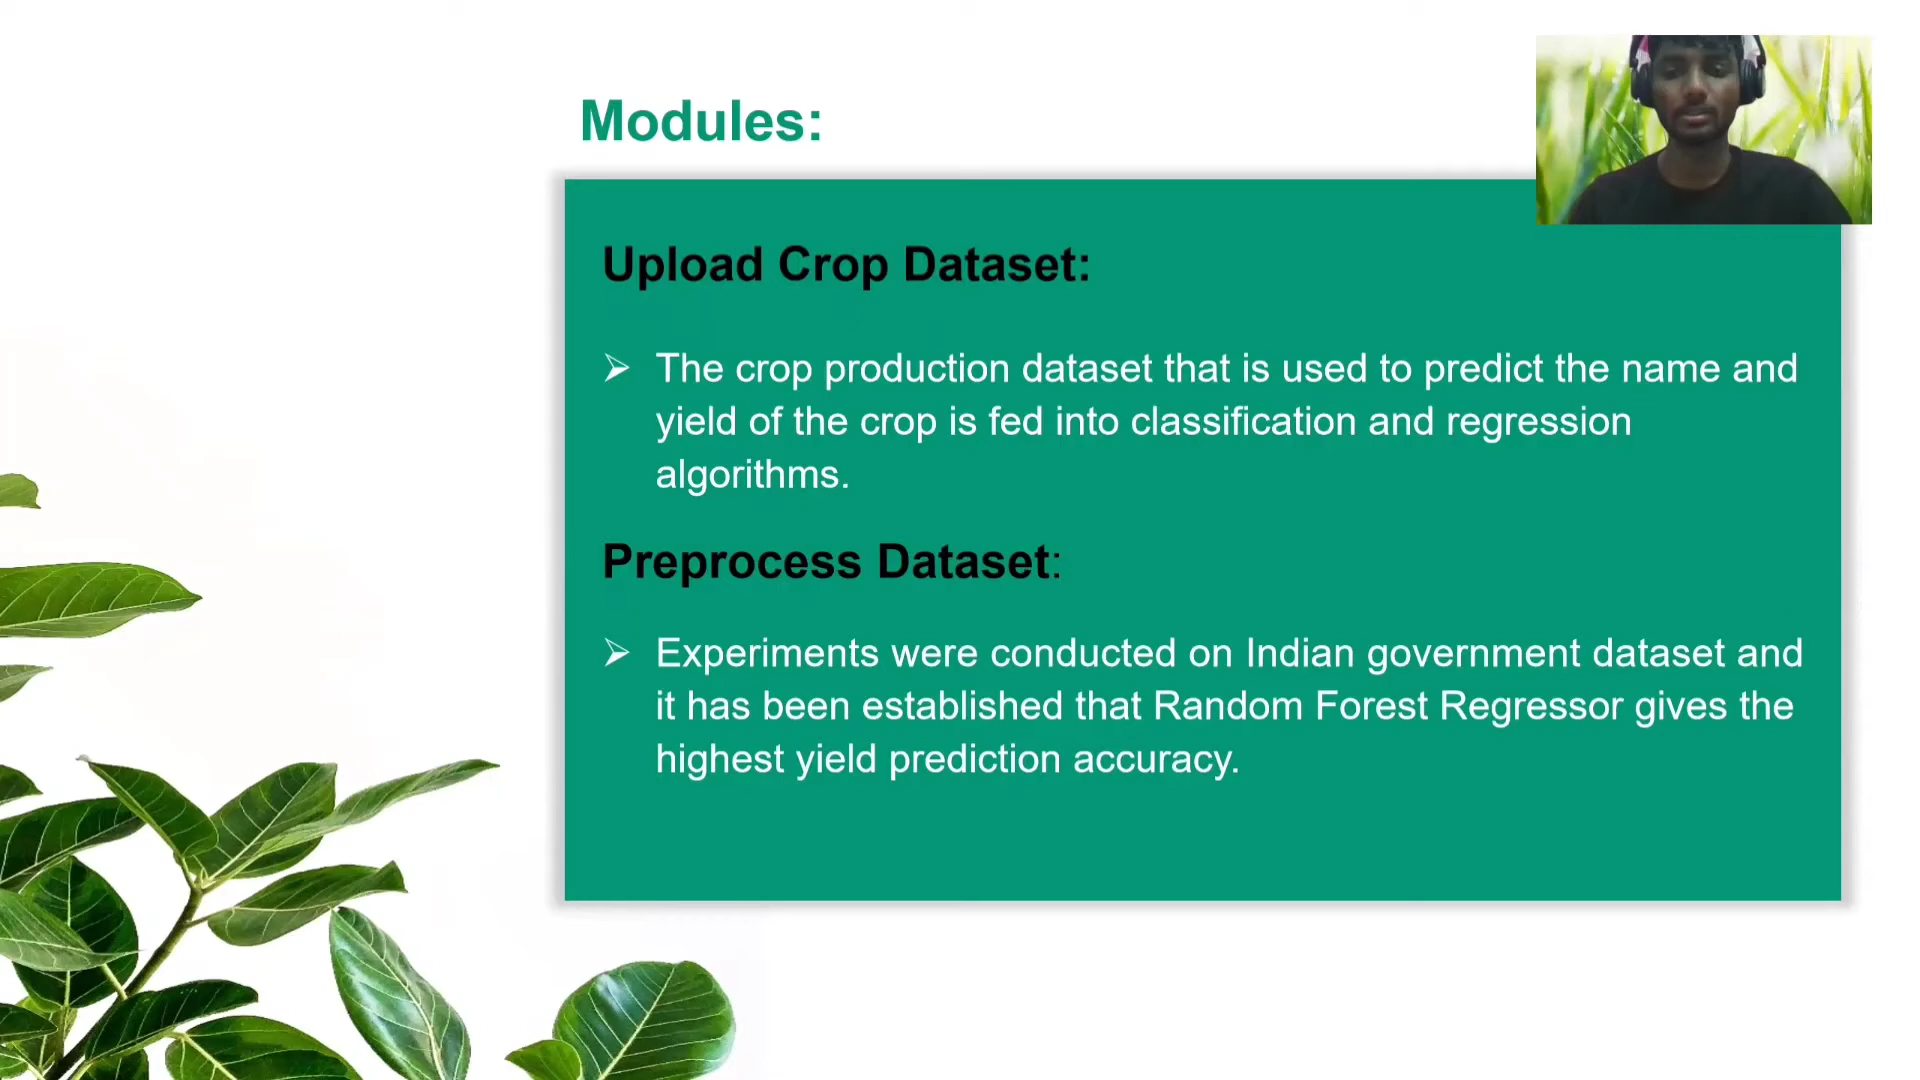 Modules:
Upload Crop Dataset:
➢ The crop production dataset that is used to predict the name and
yield of the crop is fed into classification and regression
algorithms.
Preprocess Dataset:
➢ Experiments were conducted on Indian government dataset and
it has been established that Random Forest Regressor gives the
highest yield prediction accuracy.